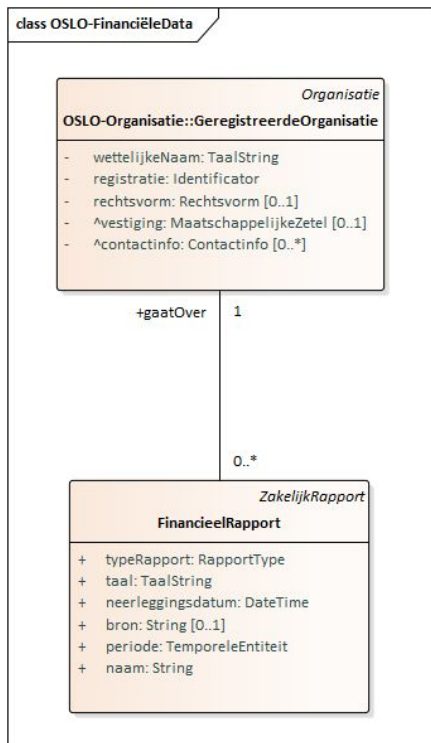 class OSLO-FinanciëleData
Organisatie
OSLO-Organisatie::GeregistreerdeOrganisatie
- wettelijkeNaam: TaalString
- registratie: Identificator
- rechtsvorm: Rechtsvorm [0..1]
- ^vestiging: MaatschappelijkeZetel [0..1]
- ^contactinfo: Contactinfo [0..*]
+gaatOver 1
0..*
ZakelijkRapport
FinancieelRapport
+ typeRapport: RapportType
+ taal: TaalString
+ neerleggingsdatum: DateTime
+ bron: String [0..1]
+ periode: TemporeleEntiteit
+ naam: String